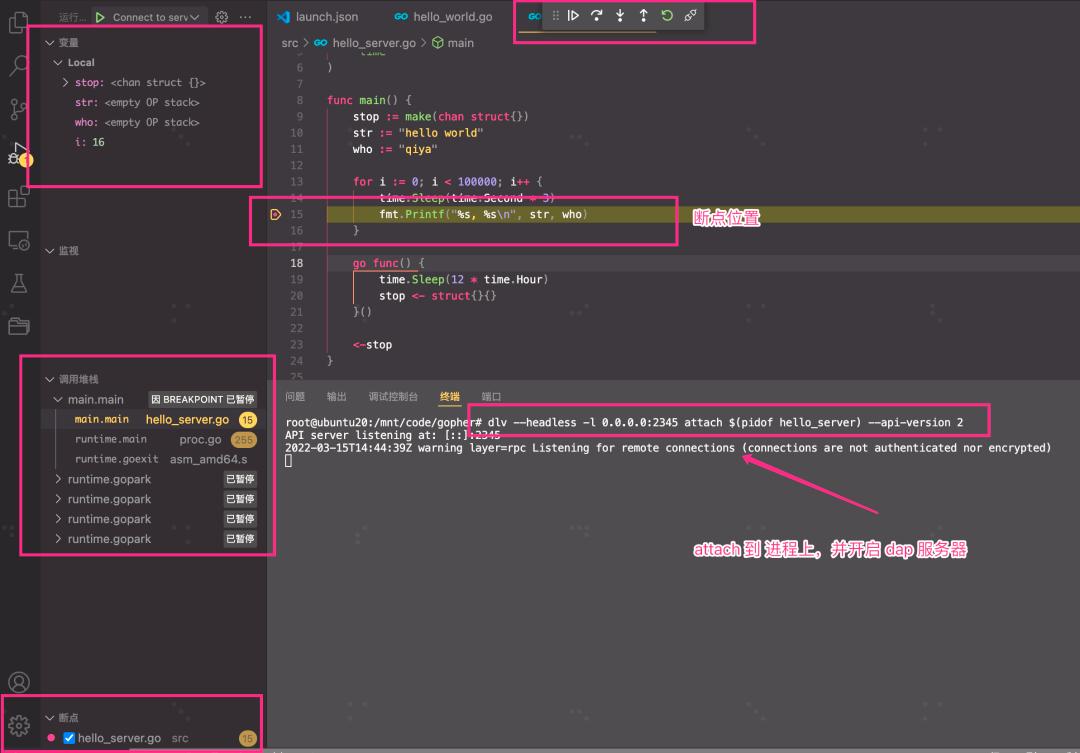 运行... Connect to serv
变量
Local
stop: <chan struct {}>
str: <empty OP stack>
who: <empty OP stack>
i: 16
监视
调用堆栈
main.main 因 BREAKPOINT 已暂停
main.main hello_server.go 15
runtime.main proc.go 255
runtime.goexit asm_amd64.s
runtime.gopark 已暂停
runtime.gopark 已暂停
runtime.gopark 已暂停
runtime.gopark 已暂停
断点
hello_server.go src 15
launch.json GO hello_world.go GO
src > GO hello_server.go > main
6 )
7
8 func main() {
9 stop := make(chan struct{})
10 str := "hello world"
11 who := "qiya"
12
13 for i := 0; i < 100000; i++ {
14 time.Sleep(time.Second * 3)
15 fmt.Printf("%s, %s\n", str, who)
16 }
17
18 go func() {
19 time.Sleep(12 * time.Hour)
20 stop <- struct{}{}
21 }()
22
23 <-stop
24 }
25
断点位置
问题 输出 调试控制台 终端 端口
root@ubuntu20:/mnt/code/gopher# dlv --headless -l 0.0.0.0:2345 attach $(pidof hello_server) --api-version 2
API server listening at: [::]:2345
2022-03-15T14:44:39Z warning layer=rpc Listening for remote connections (connections are not authenticated nor encrypted)
attach 到 进程上，并开启 dap 服务器